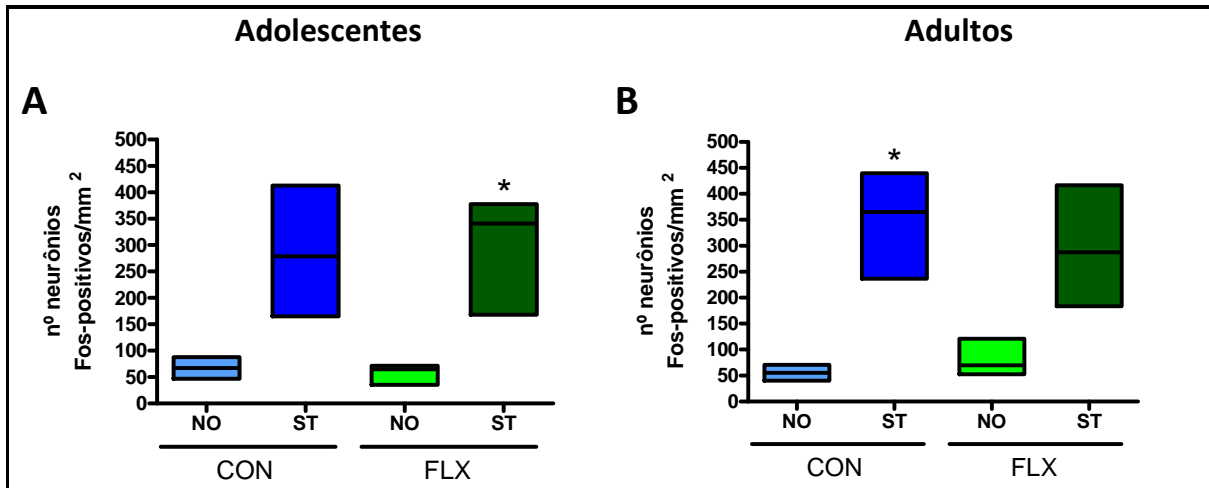 Adolescentes
Adultos
A
nº neurônios
Fos-positivos/mm ²
500
450
400
350
300
250
200
150
100
50
0
*
NO
ST
NO
ST
CON
FLX
B
nº neurônios
Fos-positivos/mm ²
500
450
400
350
300
250
200
150
100
50
0
*
NO
ST
NO
ST
CON
FLX